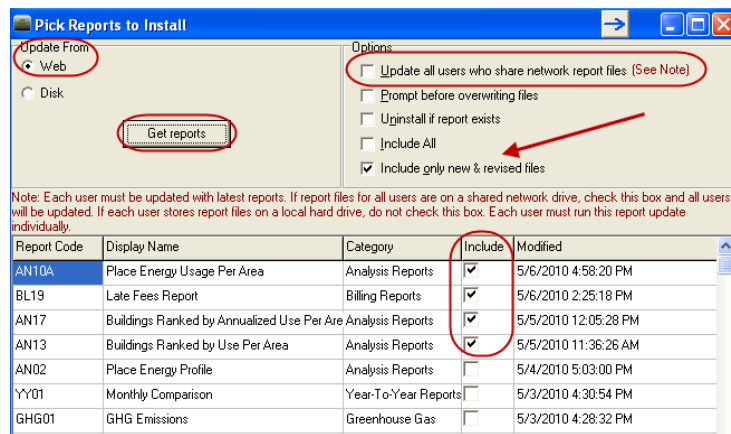 Pick Reports to Install
Update From
Web
Disk
Get reports
Options
Update all users who share network report files (See Note)
Prompt before overwriting files
Uninstall if report exists
Include All
Include only new & revised files
Note: Each user must be updated with latest reports. If report files for all users are on a shared network drive, check this box and all users
will be updated. If each user stores report files on a local hard drive, do not check this box. Each user must run this report update
individually.
Report Code Display Name Category Include Modified
AN10A Place Energy Usage Per Area Analysis Reports 5/6/2010 4:58:20 PM
BL19 Late Fees Report Billing Reports 5/6/2010 2:25:18 PM
AN17 Buildings Ranked by Annualized Use Per Are Analysis Reports 5/5/2010 12:05:28 PM
AN13 Buildings Ranked by Use Per Area Analysis Reports 5/5/2010 11:36:26 AM
AN02 Place Energy Profile Analysis Reports 5/4/2010 5:03:00 PM
YY01 Monthly Comparison Year-To-Year Reports 5/3/2010 4:30:54 PM
GHG01 GHG Emissions Greenhouse Gas 5/3/2010 4:28:32 PM